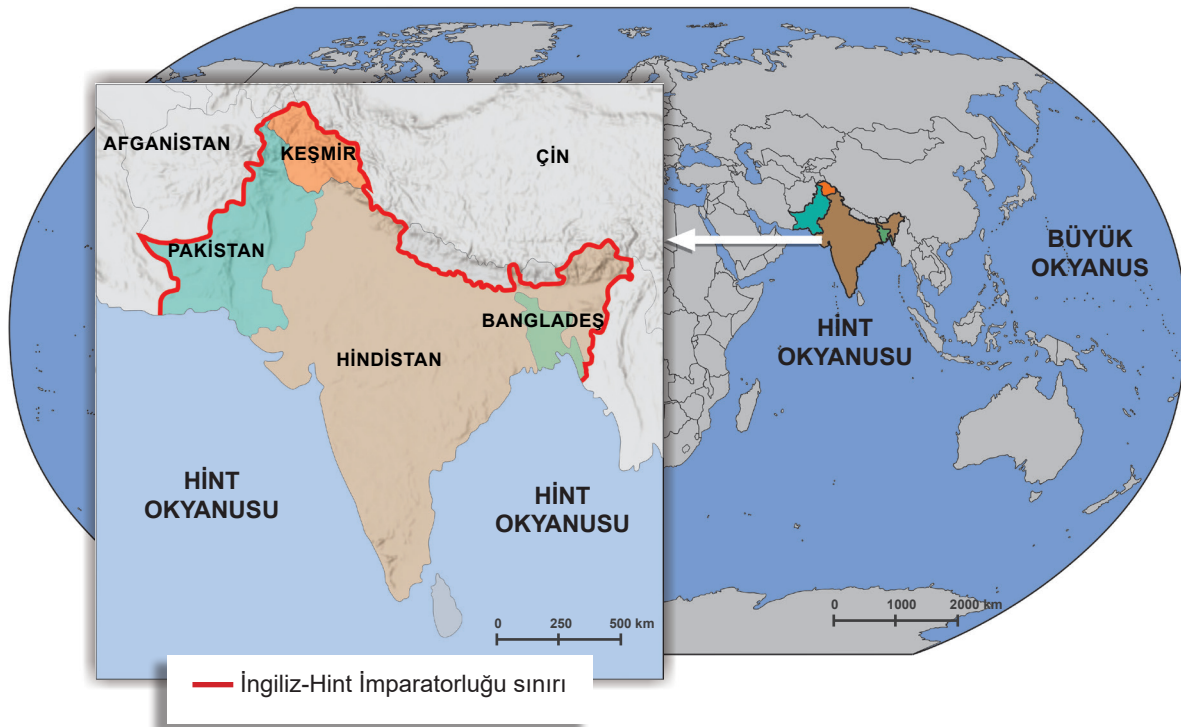 AFGANİSTAN
KEŞMİR
ÇİN
PAKİSTAN
BANGLADEŞ
HİNDİSTAN
HİNT
OKYANUSU
HİNT
OKYANUSU
0 250 500 km
İngiliz-Hint İmparatorluğu sınırı
BÜYÜK
OKYANUS
HİNT
OKYANUSU
0 1000 2000 km